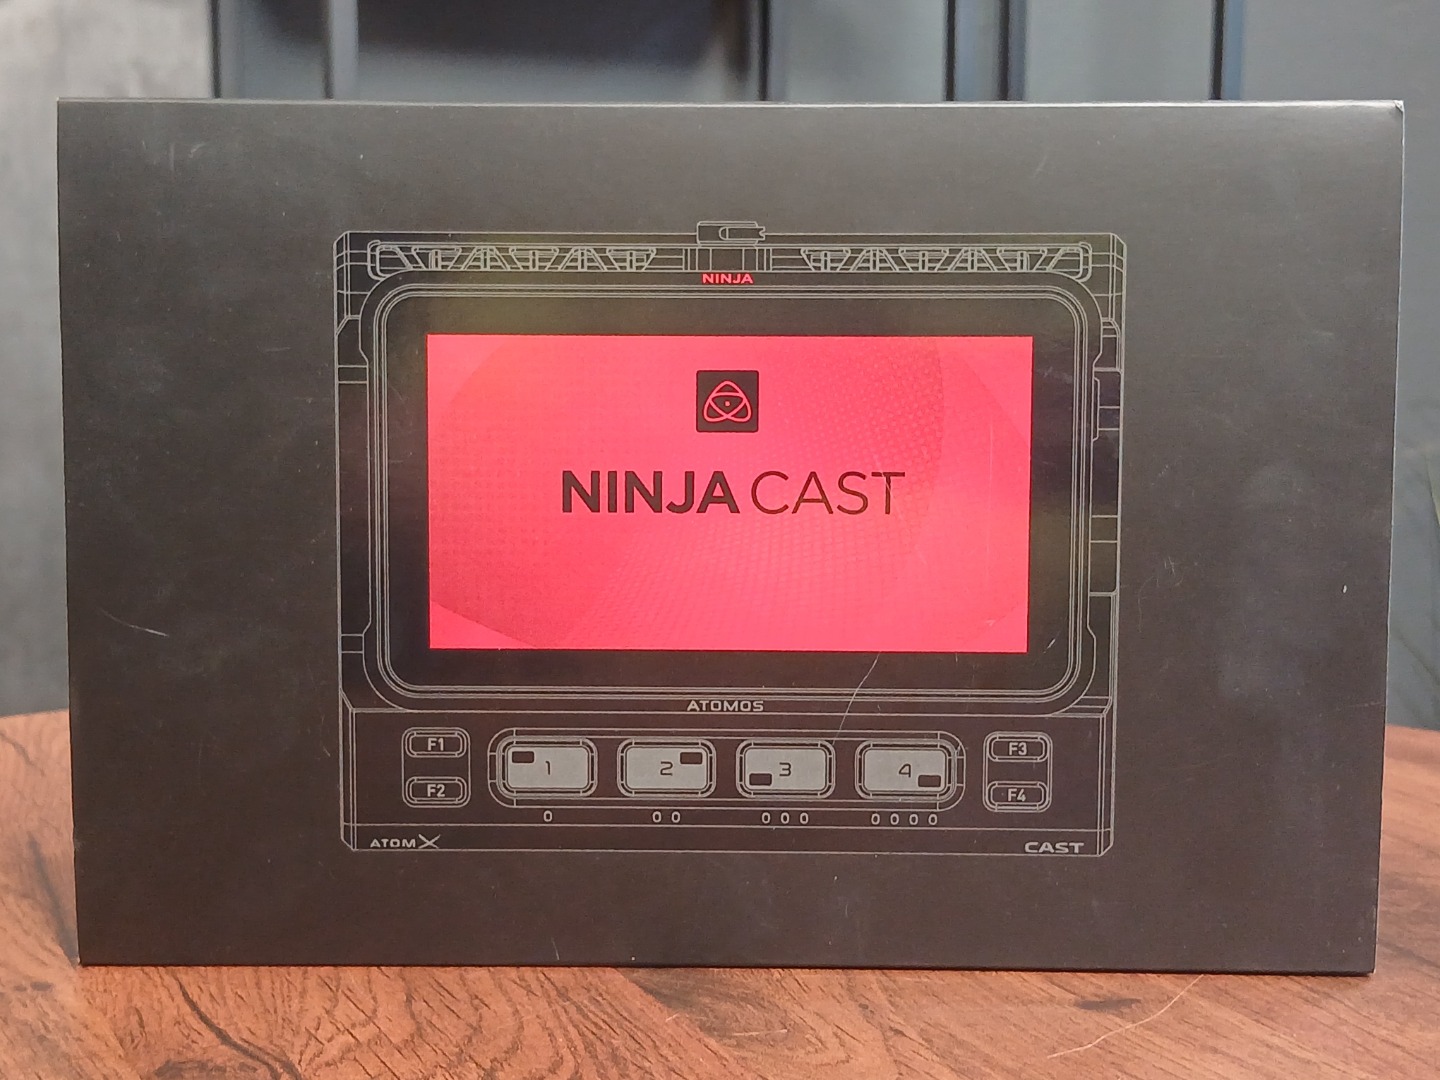 NINJA
NINJA CAST
ATOMOS
F1 1 2 3 4 F3
F2 F4
0 00 000 0000
ATOMX CAST